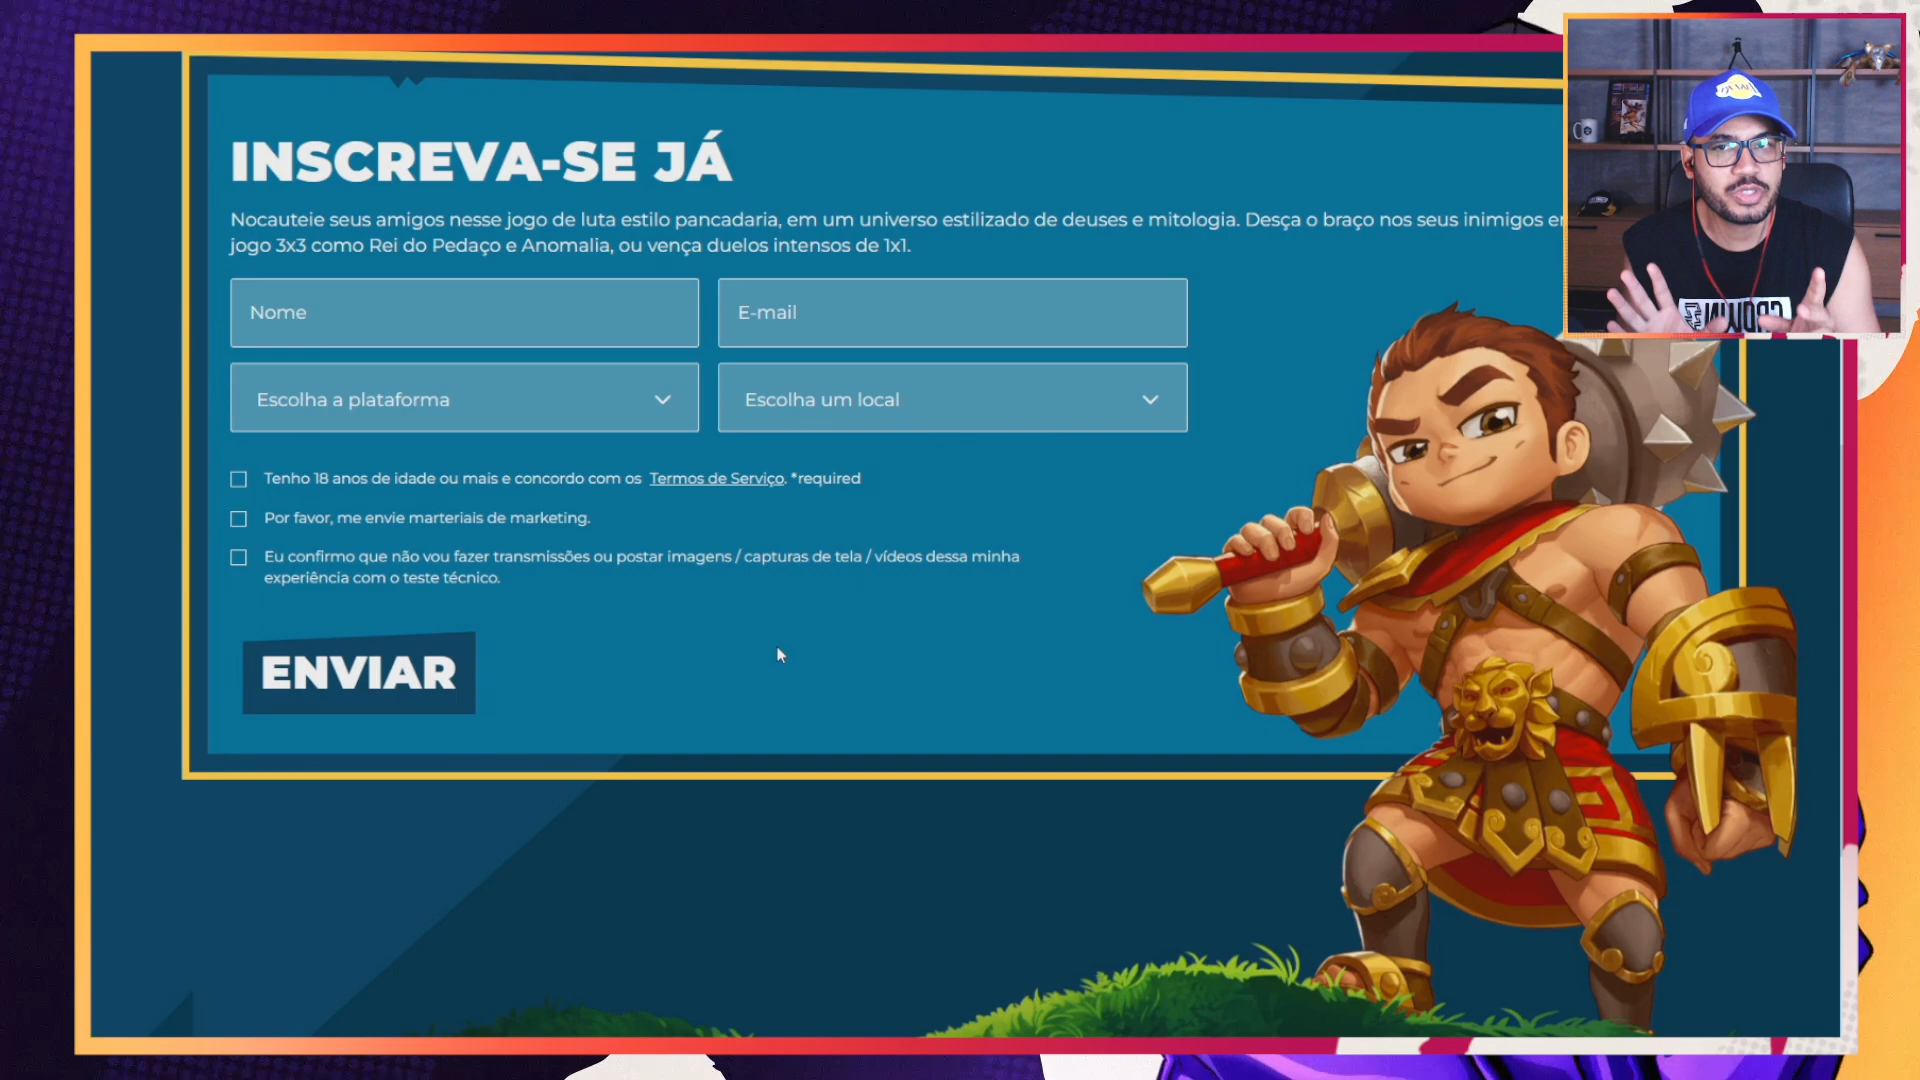 INSCREVA-SE JÁ
Nocauteie seus amigos nesse jogo de luta estilo pancadaria, em um universo estilizado de deuses e mitologia. Desça o braço nos seus inimigos
jogo 3x3 como Rei do Pedaço e Anomalia, ou vença duelos intensos de 1x1.
Nome
E-mail
Escolha a plataforma
Escolha um local
Tenho 18 anos de idade ou mais e concordo com os Termos de Serviço. *required
Por favor, me envie marteriais de marketing.
Eu confirmo que não vou fazer transmissões ou postar imagens / capturas de tela / vídeos dessa minha
experiência com o teste técnico.
ENVIAR